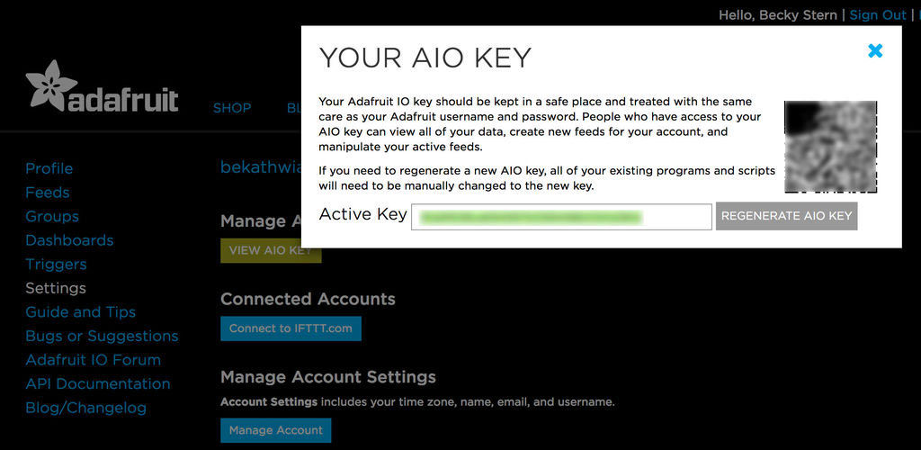 Hello, Becky Stern | Sign Out |
YOUR AIO KEY
Your Adafruit IO key should be kept in a safe place and treated with the same
care as your Adafruit username and password. People who have access to your
AIO key can view all of your data, create new feeds for your account, and
manipulate your active feeds.
If you need to regenerate a new AIO key, all of your existing programs and scripts
will need to be manually changed to the new key.
Active Key
REGENERATE AIO KEY
adafruit
SHOP
Profile
Feeds
Groups
Dashboards
Triggers
Settings
Guide and Tips
Bugs or Suggestions
Adafruit IO Forum
API Documentation
Blog/Changelog
bekathwia
Manage A
VIEW AIO KEY
Connected Accounts
Connect to IFTTT.com
Manage Account Settings
Account Settings includes your time zone, name, email, and username.
Manage Account